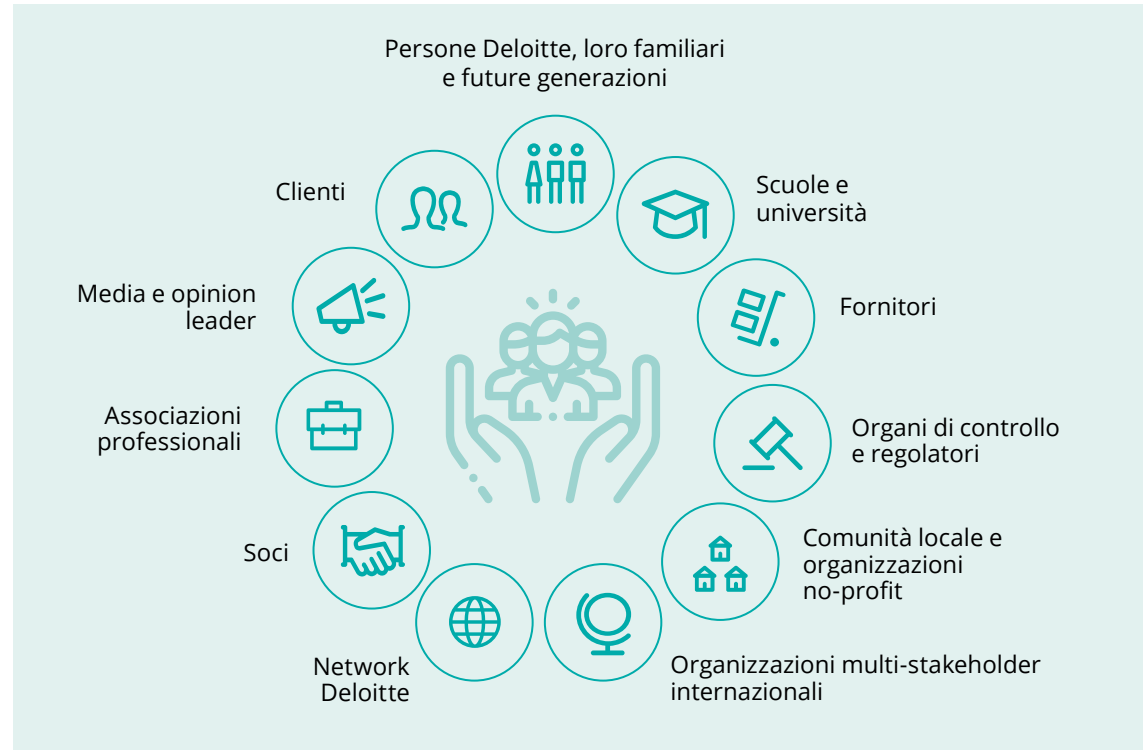 Persone Deloitte, loro familiari
e future generazioni
Scuole e
università
Fornitori
Organi di controllo
e regolatori
Comunità locale e
organizzazioni
no-profit
Organizzazioni multi-stakeholder
internazionali
Network
Deloitte
Soci
Associazioni
professionali
Media e opinion
leader
Clienti